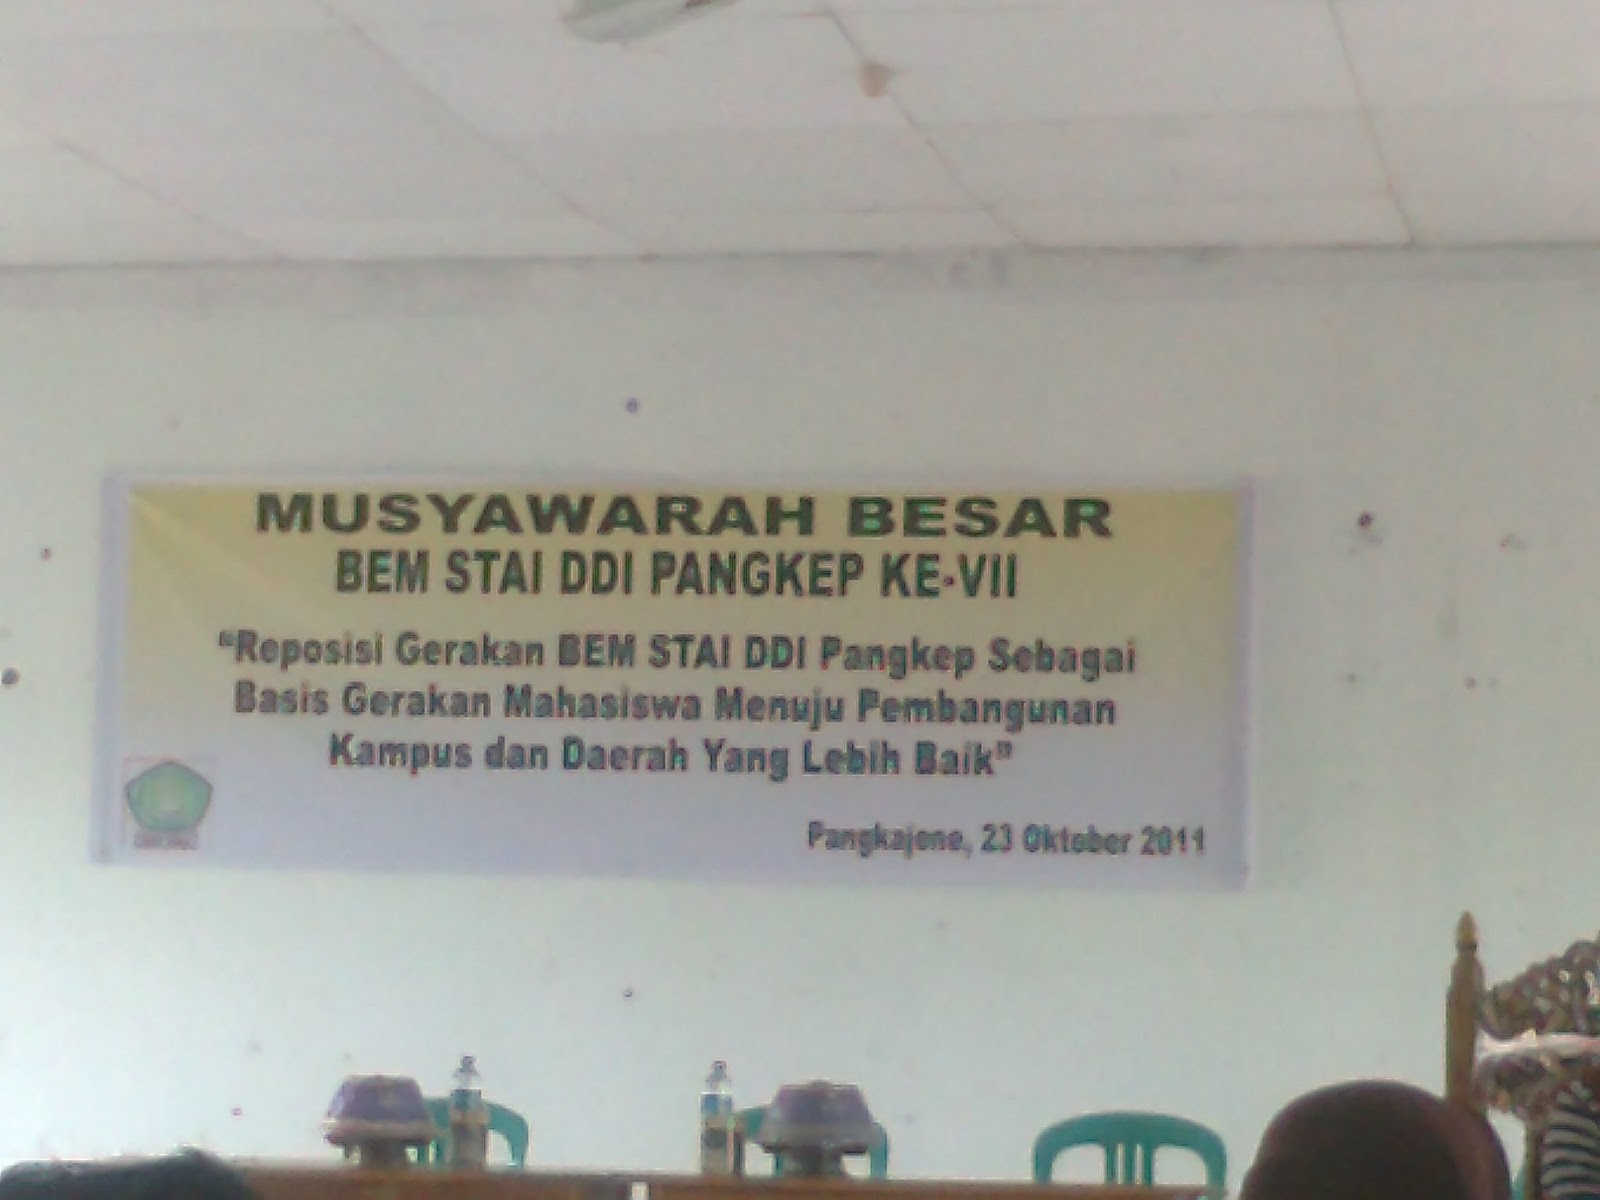 MUSYAWARAH BESAR
BEM STAI DDI PANGKEP KE-VII
“Reposisi Gerakan BEM STAI DDI Pangkep Sebagai
Basis Gerakan Mahasiswa Menuju Pembangunan
Kampus dan Daerah Yang Lebih Baik”
Pangkajene, 23 Oktober 2011